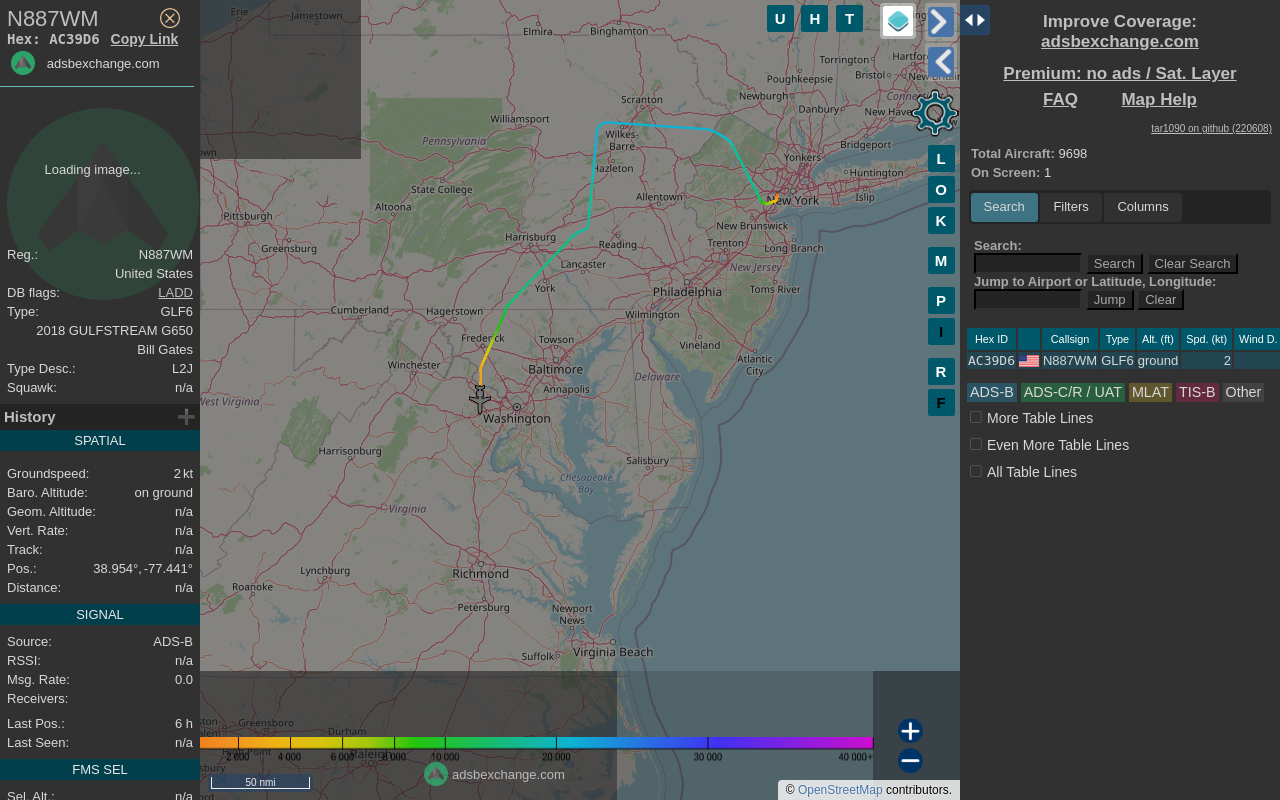 N887WM
Hex: AC39D6 Copy Link
adsbexchange.com
Loading image...
Reg.: N887WM
United States
DB flags: LADD
Type: GLF6
2018 GULFSTREAM G650
Bill Gates
Type Desc.: L2J
Squawk: n/a
History
SPATIAL
Groundspeed: 2 kt
Baro. Altitude: on ground
Geom. Altitude: n/a
Vert. Rate: n/a
Track: n/a
Pos.: 38.954°, -77.441°
Distance: n/a
SIGNAL
Source: ADS-B
RSSI: n/a
Msg. Rate: 0.0
Receivers:
Last Pos.: 6 h
Last Seen: n/a
FMS SEL
Sel. Alt.: n/a
Erie
Jamestown
Elmira
Binghamton
U H T
Torrington
Hartfor
Poughkeepsie
Bristol
New Britain
Scranton
Newburgh
Danbury
New Haven
Connecticut
Williamsport
Pennsylvania
Wilkes-
Barre
Yonkers
Bridgeport
Hazleton
Huntington
State College
Allentown
New York
Islip
Altoona
Pittsburgh
New Brunswick
Harrisburg
Reading
Trenton
Long Branch
Greensburg
Lancaster
New Jersey
York
Philadelphia
Toms River
Cumberland
Hagerstown
Wilmington
Frederick
Towson
Vineland
Winchester
Baltimore
Atlantic
City
Delaware
Annapolis
West Virginia
Washington
Harrisonburg
Salisbury
Chesapeake
Bay
Virginia
Lynchburg
Richmond
Roanoke
Petersburg
Newport
News
Suffolk
Virginia Beach
Greensboro
Durham
High Point
Raleigh
L
O
K
M
P
I
R
F
2 000 4 000 6 000 8 000 10 000 20 000 30 000 40 000+
50 nmi
adsbexchange.com
© OpenStreetMap contributors.
Improve Coverage:
adsbexchange.com
Premium: no ads / Sat. Layer
FAQ Map Help
tar1090 on github (220608)
Total Aircraft: 9698
On Screen: 1
Search Filters Columns
Search:
Search Clear Search
Jump to Airport or Latitude, Longitude:
Jump Clear
Hex ID Callsign Type Alt. (ft) Spd. (kt) Wind D.
AC39D6 N887WM GLF6 ground 2
ADS-B ADS-C/R / UAT MLAT TIS-B Other
More Table Lines
Even More Table Lines
All Table Lines